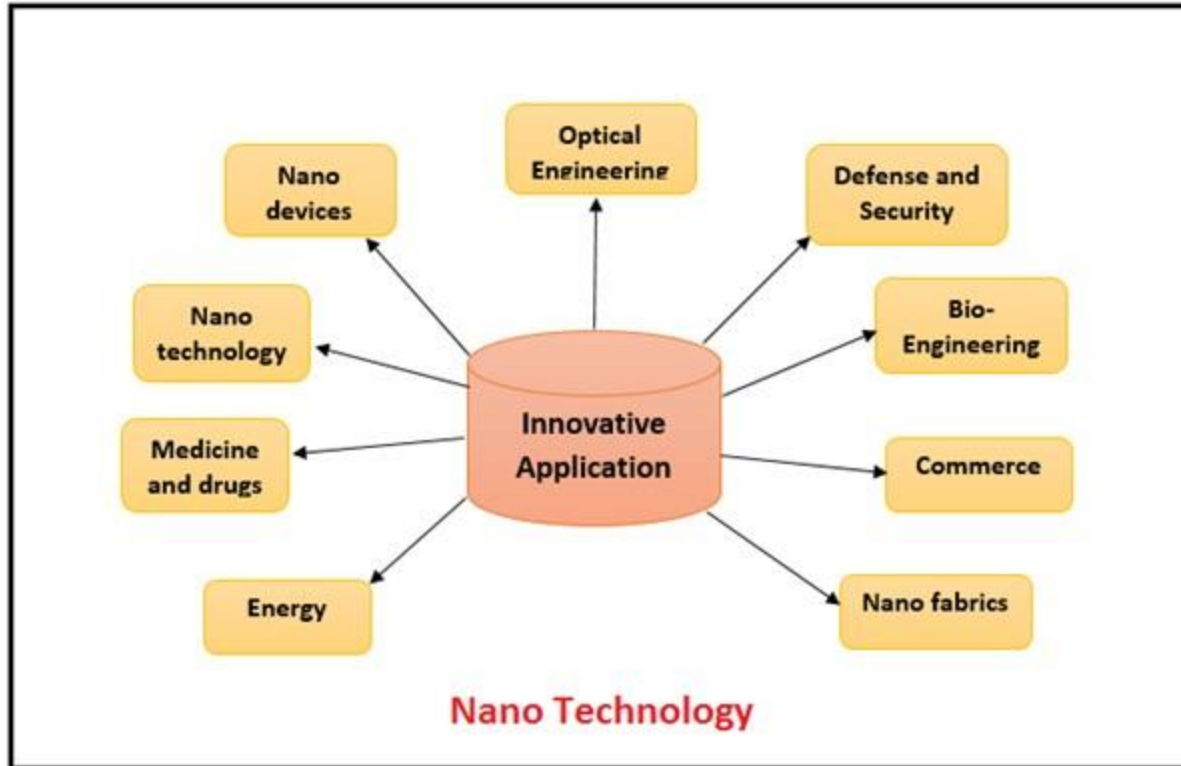 Optical
Engineering
Nano
devices
Defense and
Security
Nano
technology
Bio-
Engineering
Innovative
Application
Medicine
and drugs
Commerce
Energy
Nano fabrics
Nano Technology